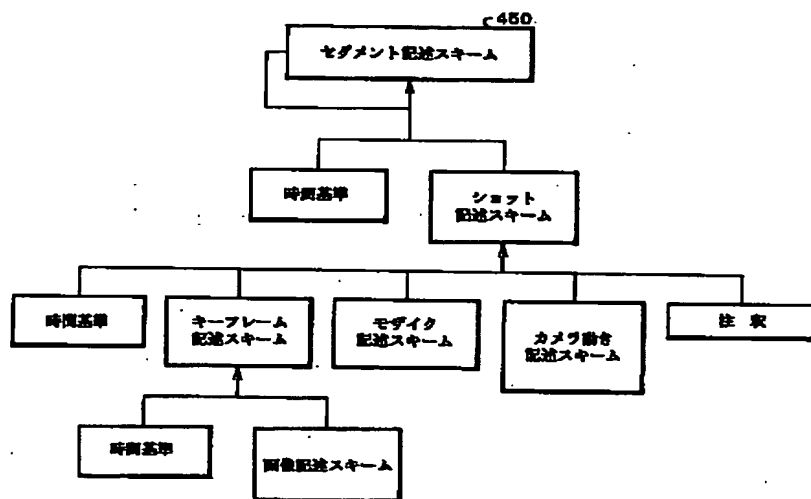 450
セグメント記述スキーム
時間基準
ショット
記述スキーム
時間基準
キーフレーム
記述スキーム
モザイク
記述スキーム
カメラ動き
記述スキーム
注 釈
時間基準
画像記述スキーム